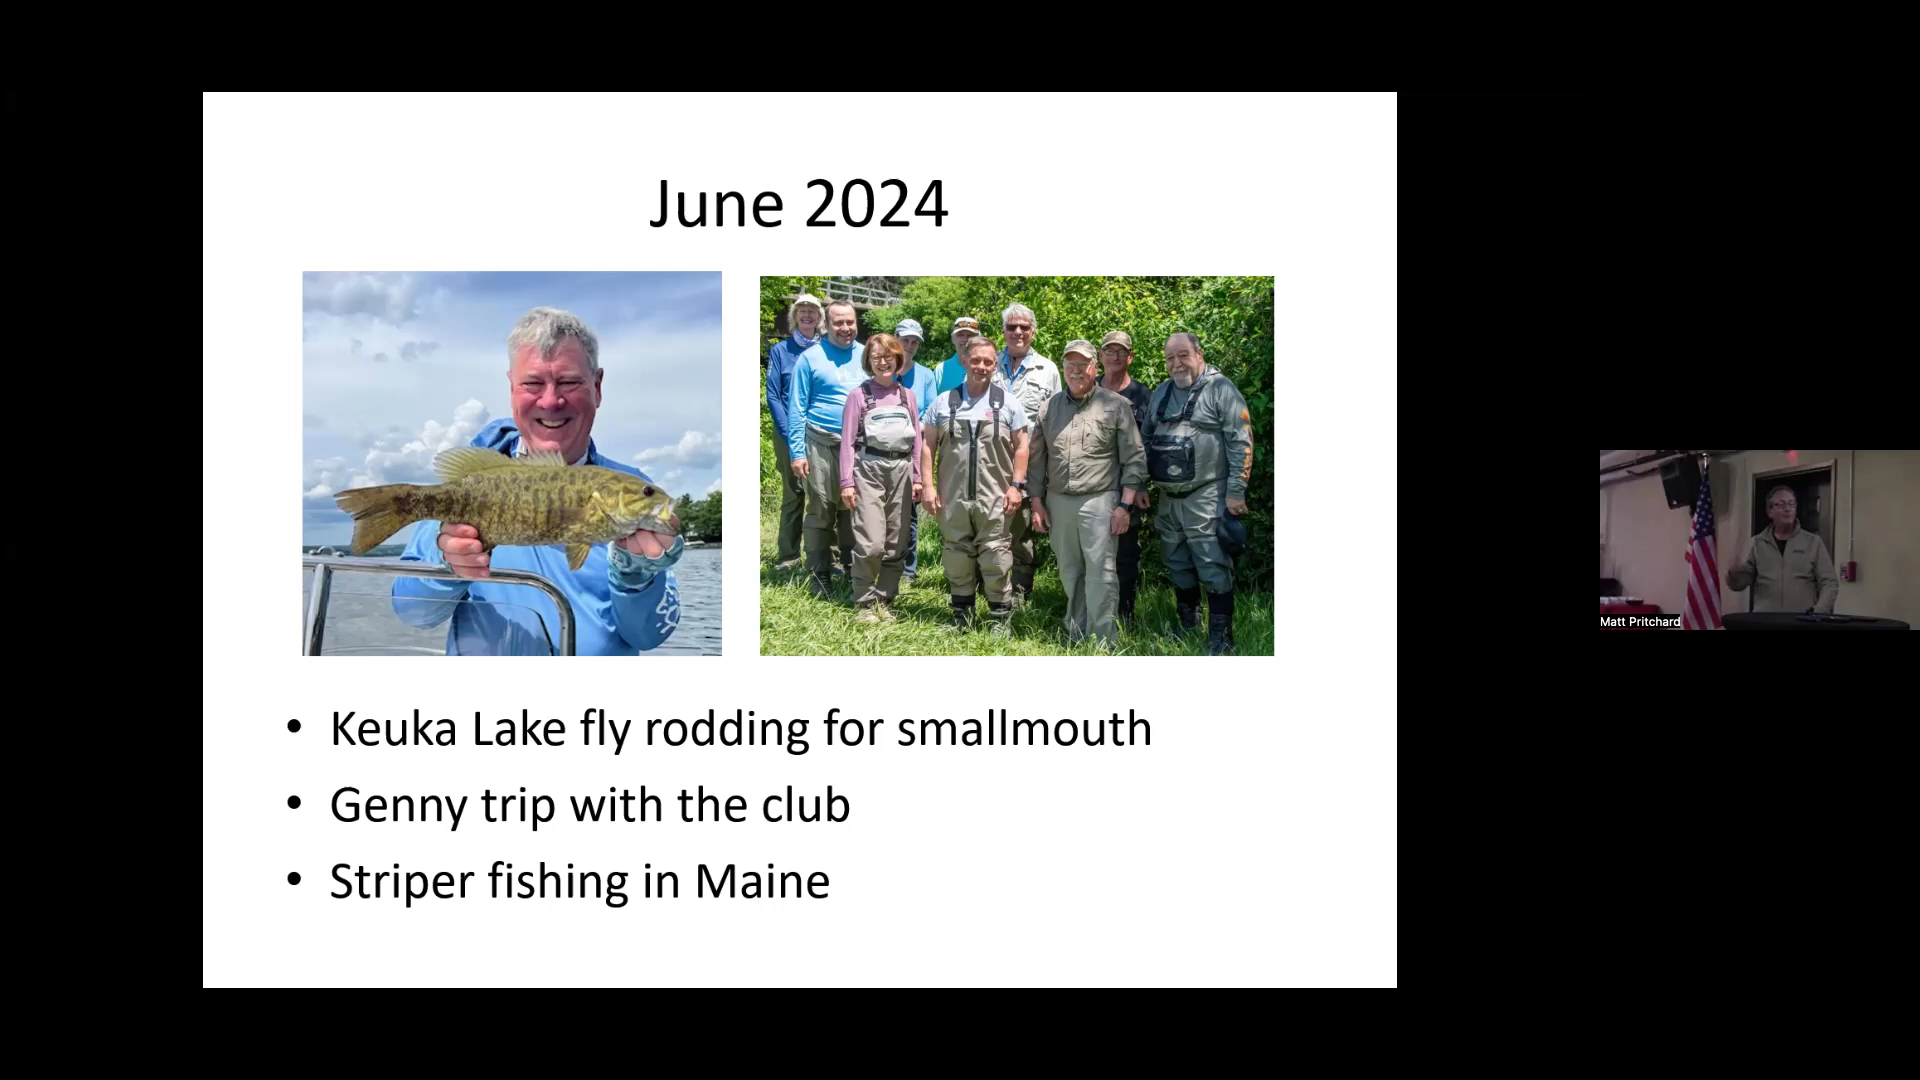 June 2024
• Keuka Lake fly rodding for smallmouth
• Genny trip with the club
• Striper fishing in Maine
Matt Pritchard